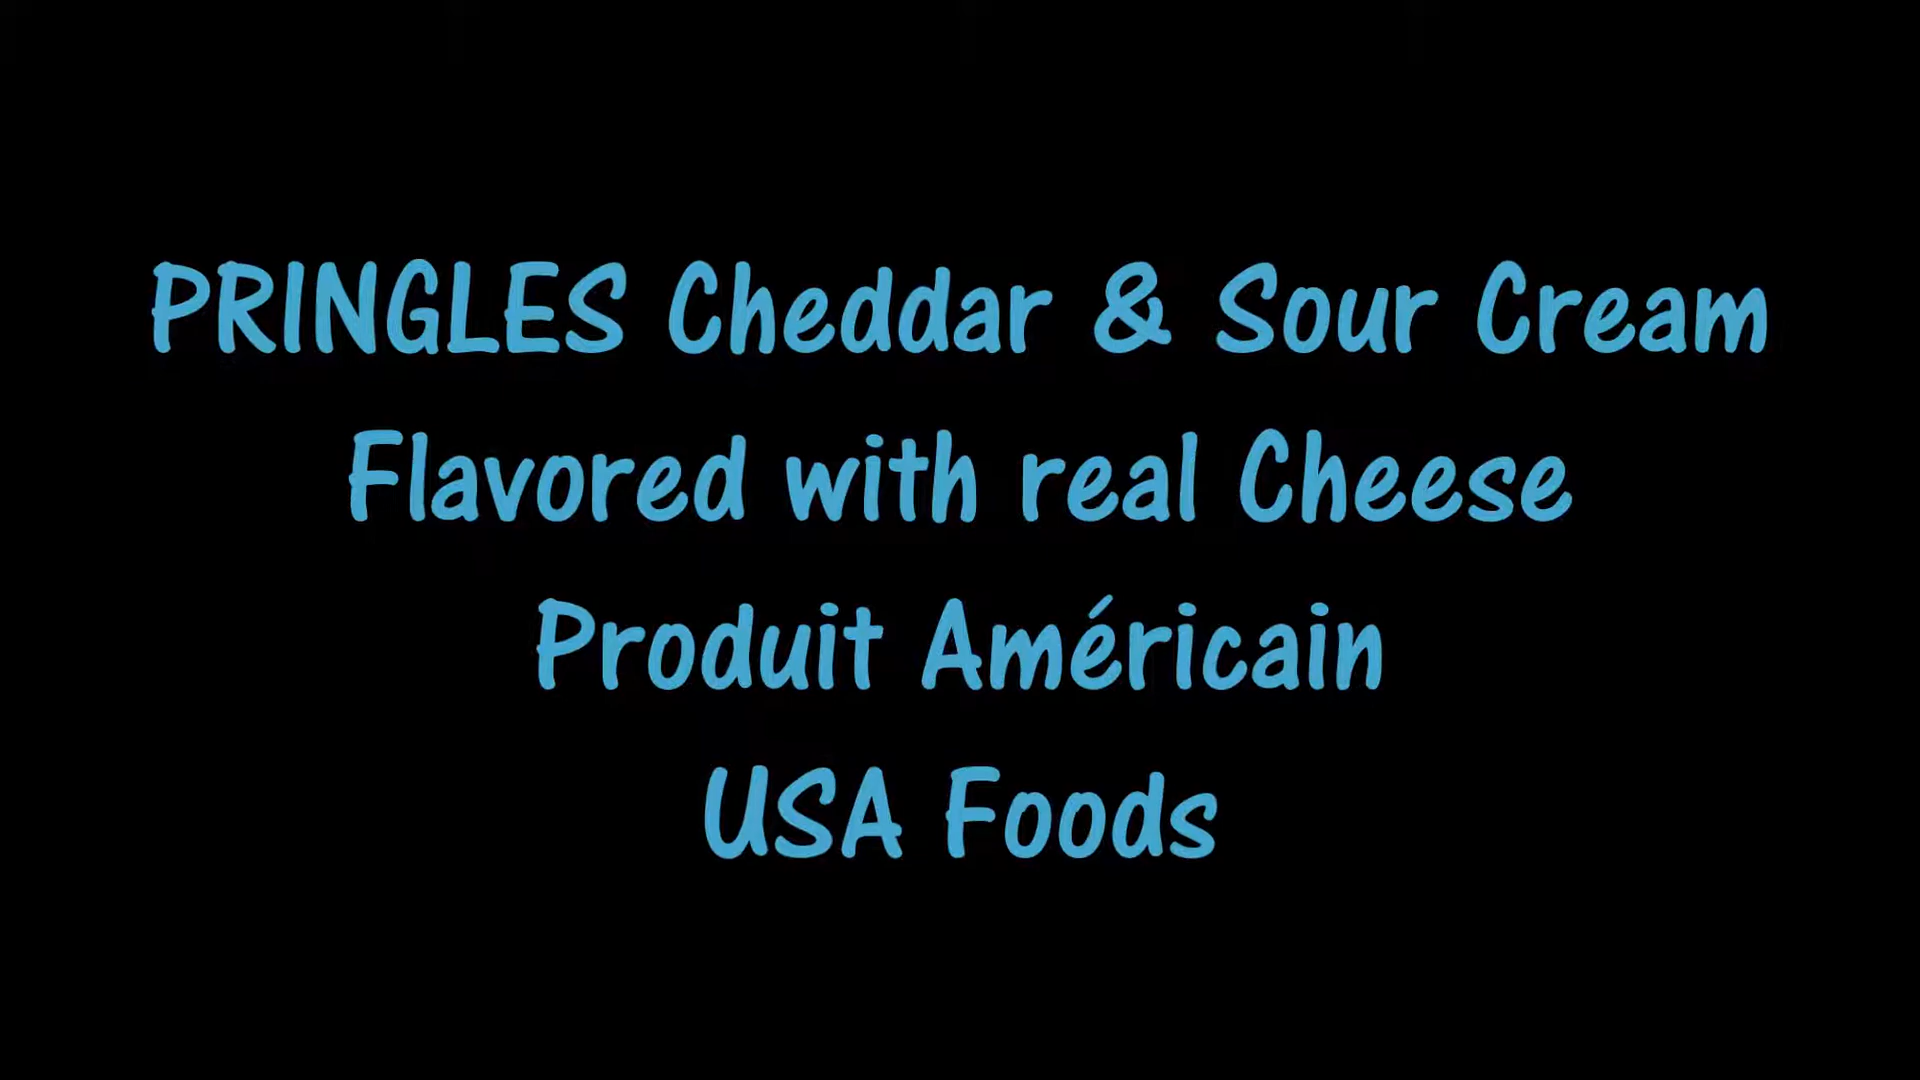 PRINGLES Cheddar & Sour Cream
Flavored with real Cheese
Produit Américain
USA Foods